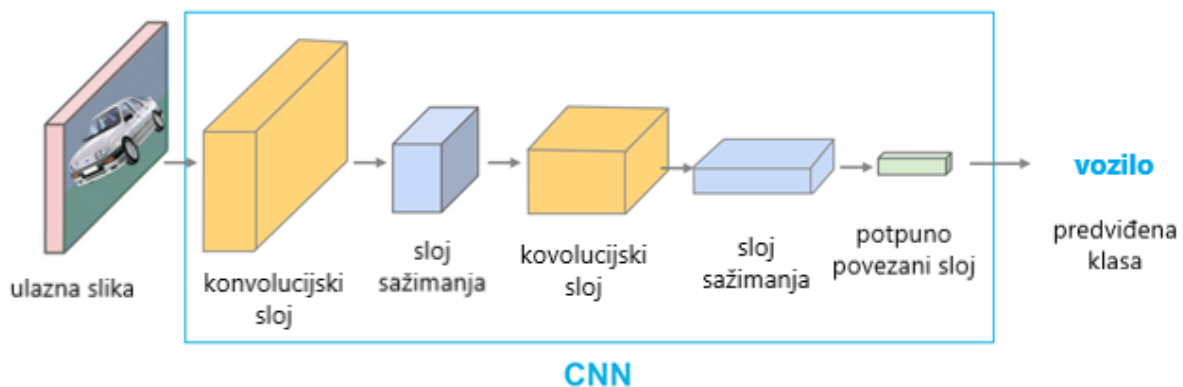 ulazna slika
konvolucijski
sloj
sloj
sažimanja
kovolucijski
sloj
sloj
sažimanja
potpuno
povezani sloj
vozilo
predviđena
klasa
CNN